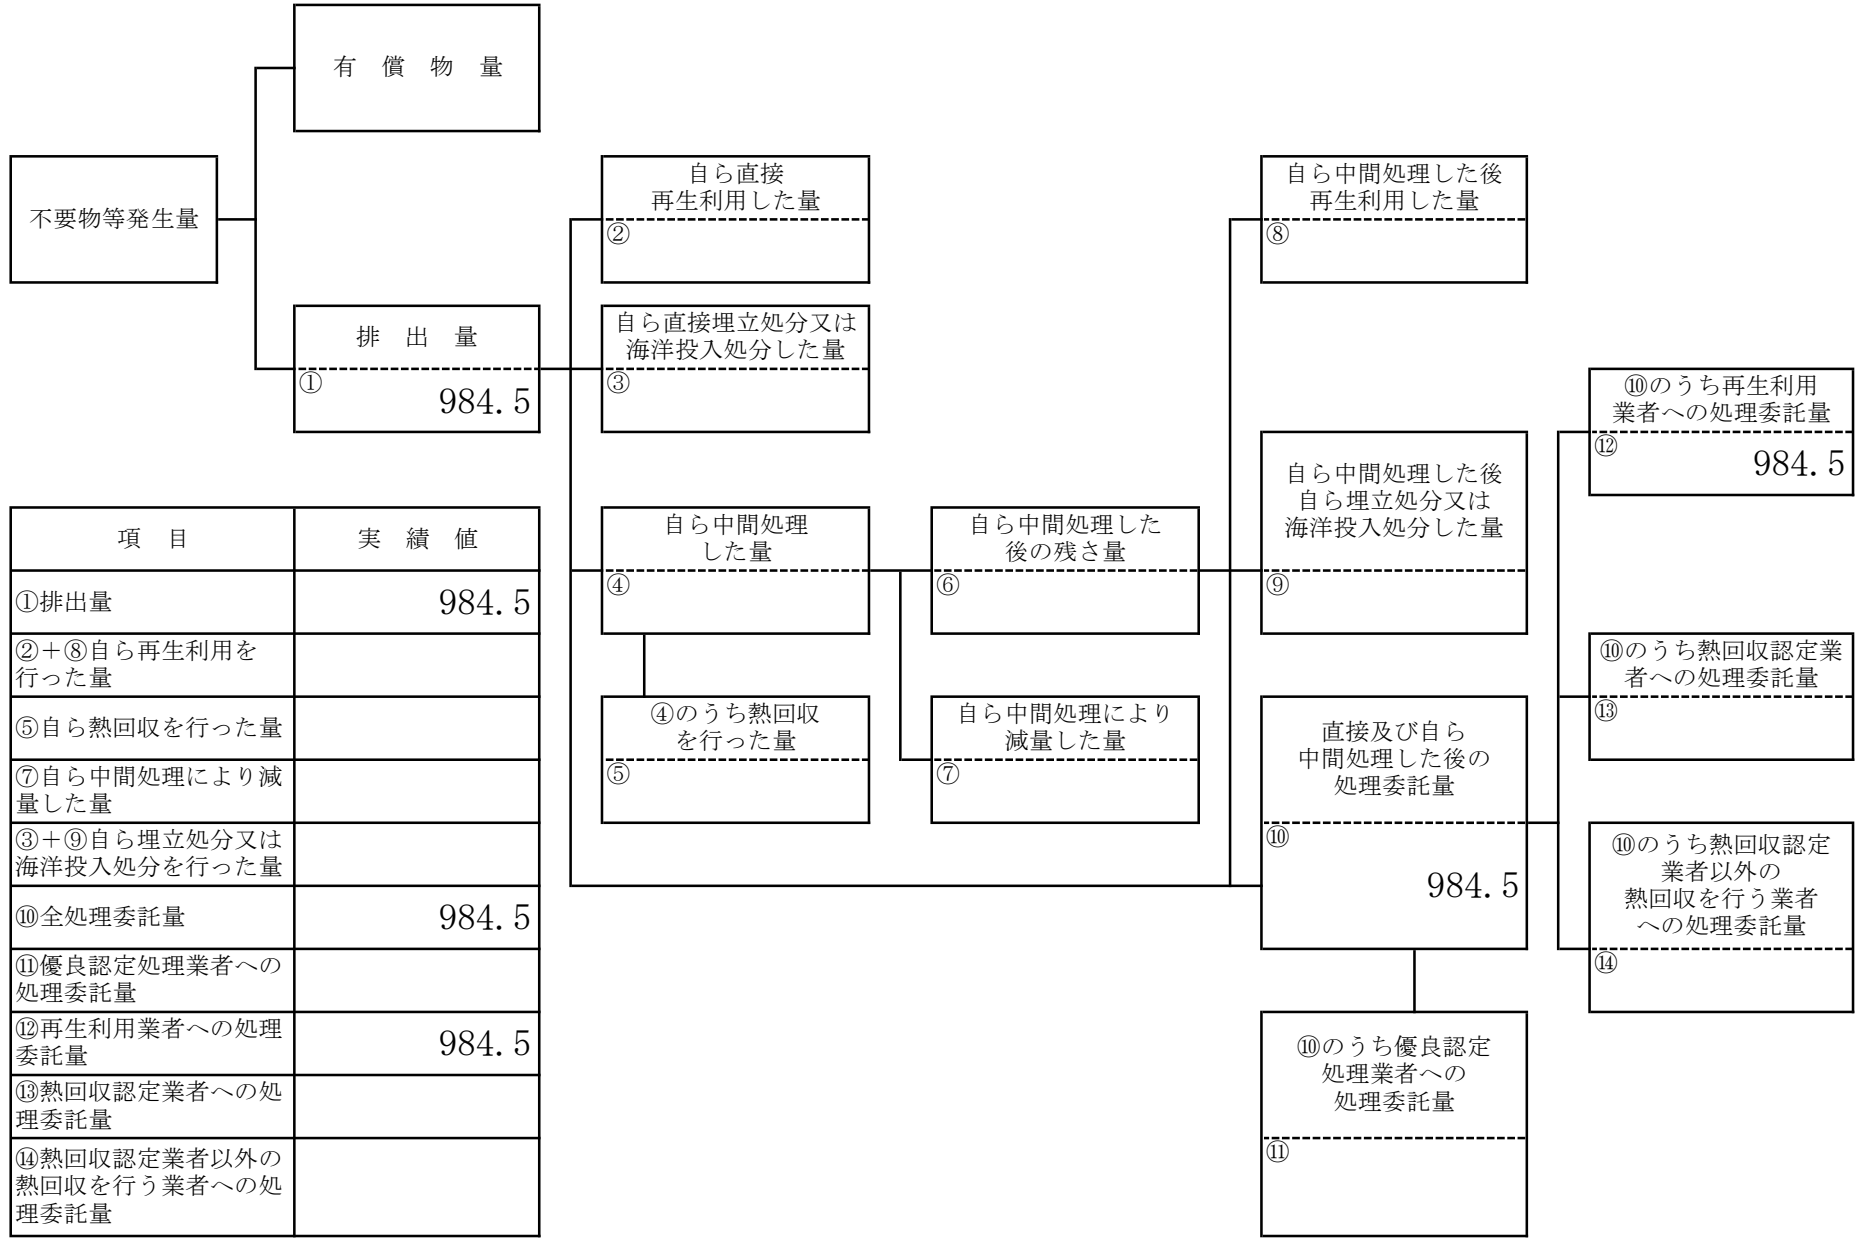 有　償　物　量
不要物等発生量
排　出　量
①
984.5
自ら直接
再生利用した量
②
自ら直接埋立処分又は
海洋投入処分した量
③
自ら中間処理
した量
④
④のうち熱回収
を行った量
⑤
自ら中間処理した
後の残さ量
⑥
自ら中間処理により
減量した量
⑦
自ら中間処理した後
再生利用した量
⑧
自ら中間処理した後
自ら埋立処分又は
海洋投入処分した量
⑨
直接及び自ら
中間処理した後の
処理委託量
⑩
984.5
⑩のうち優良認定
処理業者への
処理委託量
⑪
⑩のうち再生利用
業者への処理委託量
⑫
984.5
⑩のうち熱回収認定業
者への処理委託量
⑬
⑩のうち熱回収認定
業者以外の
熱回収を行う業者
への処理委託量
⑭
項　目　実　績　値
①排出量　984.5
②＋⑧自ら再生利用を
行った量
⑤自ら熱回収を行った量
⑦自ら中間処理により減
量した量
③＋⑨自ら埋立処分又は
海洋投入処分を行った量
⑩全処理委託量　984.5
⑪優良認定処理業者への
処理委託量
⑫再生利用業者への処理
委託量　984.5
⑬熱回収認定業者への処
理委託量
⑭熱回収認定業者以外の
熱回収を行う業者への処
理委託量